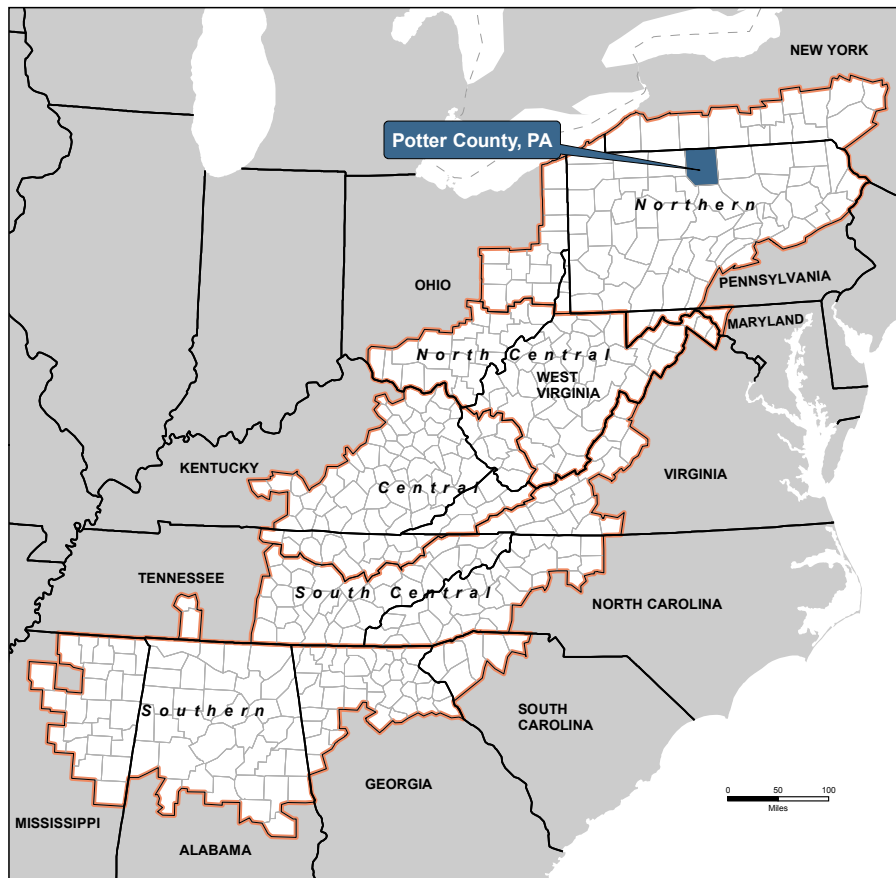 NEW YORK
Potter County, PA
Northern
PENNSYLVANIA
OHIO
MARYLAND
North Central
WEST
VIRGINIA
KENTUCKY
VIRGINIA
Central
TENNESSEE
South Central
NORTH CAROLINA
Southern
SOUTH
CAROLINA
GEORGIA
0 50 100
Miles
MISSISSIPPI
ALABAMA